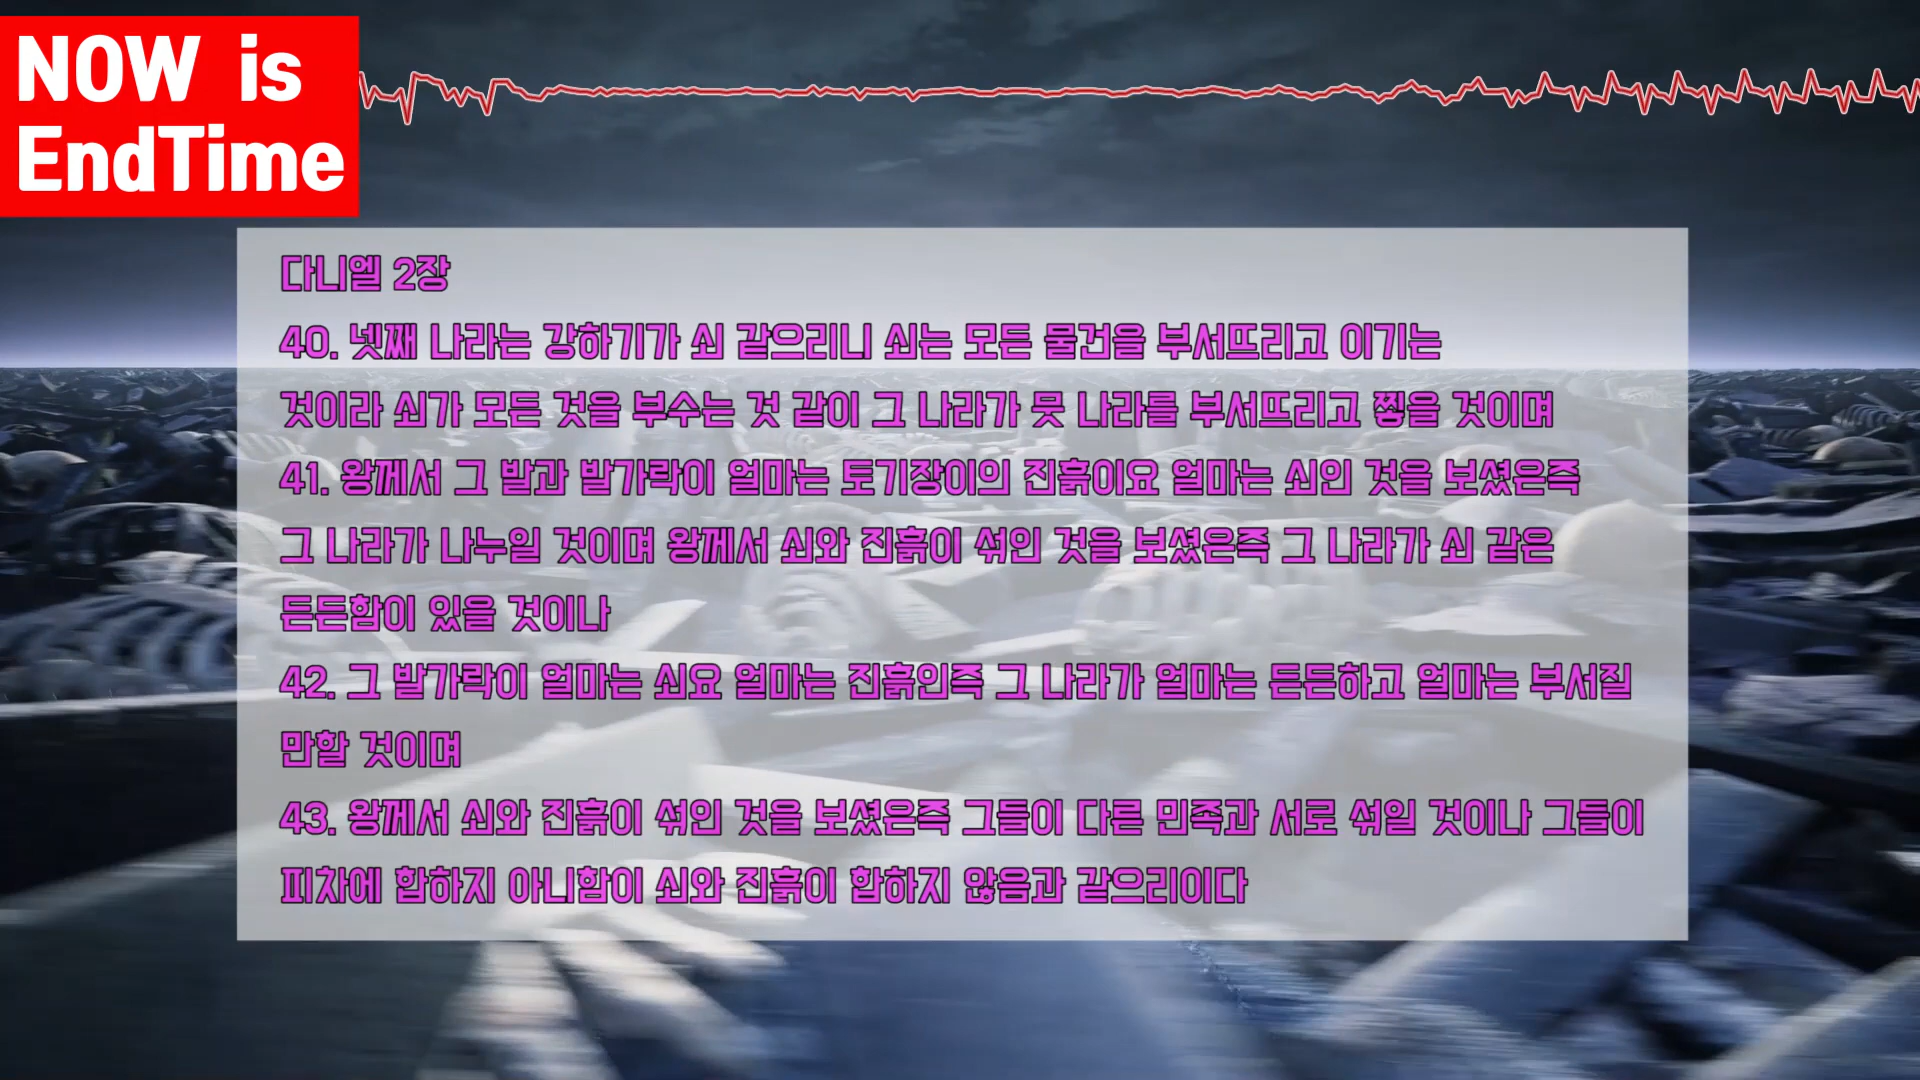 NOW is
EndTime
다니엘 2장
40. 넷째 나라는 강하기가 쇠 같으리니 쇠는 모든 물건을 부서뜨리고 이기는
것이라 쇠가 모든 것을 부수는 것 같이 그 나라가 뭇 나라를 부서뜨리고 찧을 것이며
41. 왕께서 그 발과 발가락이 얼마는 토기장이의 진흙이요 얼마는 쇠인 것을 보셨은즉
그 나라가 나누일 것이며 왕께서 쇠와 진흙이 섞인 것을 보셨은즉 그 나라가 쇠 같은
든든함이 있을 것이나
42. 그 발가락이 얼마는 쇠요 얼마는 진흙인즉 그 나라가 얼마는 든든하고 얼마는 부서질
만할 것이며
43. 왕께서 쇠와 진흙이 섞인 것을 보셨은즉 그들이 다른 민족과 서로 섞일 것이나 그들이
피차에 합하지 아니함이 쇠와 진흙이 합하지 않음과 같으리이다